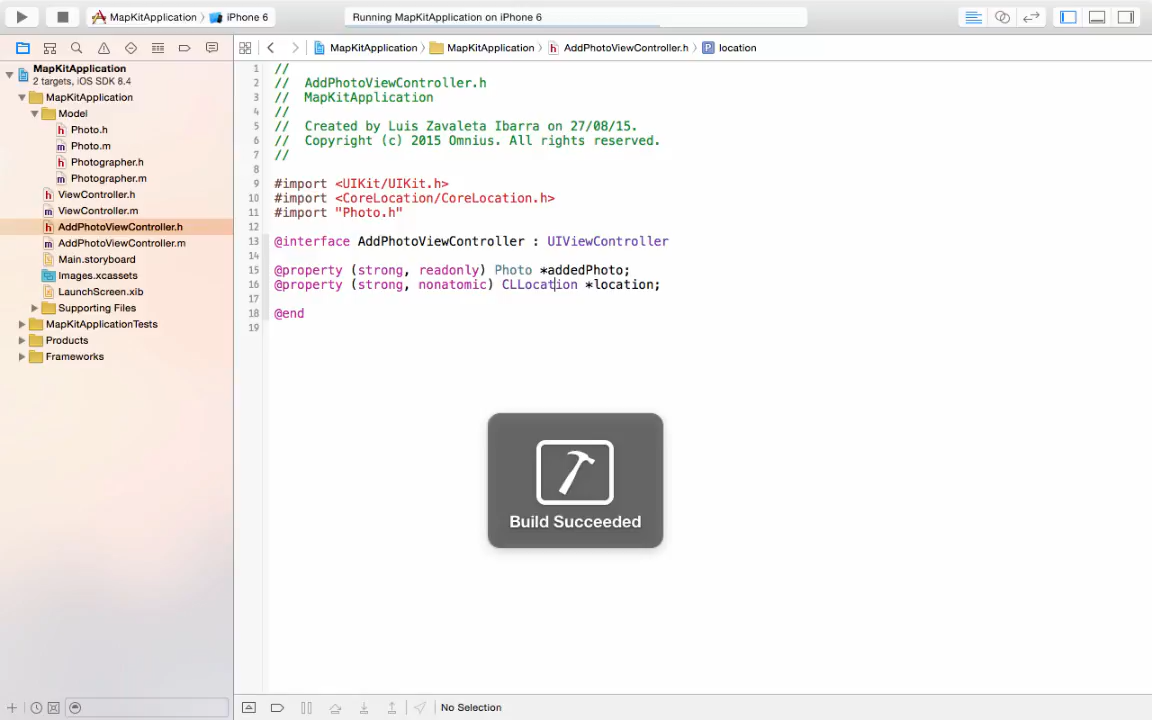 MapKitApplication 〉 iPhone 6
Running MapKitApplication on iPhone 6
MapKitApplication 〉 MapKitApplication 〉 AddPhotoViewController.h 〉 P location
MapKitApplication
2 targets, iOS SDK 8.4
MapKitApplication
Model
h Photo.h
m Photo.m
h Photographer.h
m Photographer.m
h ViewController.h
m ViewController.m
h AddPhotoViewController.h
m AddPhotoViewController.m
Main.storyboard
Images.xcassets
LaunchScreen.xib
Supporting Files
MapKitApplicationTests
Products
Frameworks
1 //
2 // AddPhotoViewController.h
3 // MapKitApplication
4 //
5 // Created by Luis Zavaleta Ibarra on 27/08/15.
6 // Copyright (c) 2015 Omnius. All rights reserved.
7 //
8
9 #import <UIKit/UIKit.h>
10 #import <CoreLocation/CoreLocation.h>
11 #import "Photo.h"
12
13 @interface AddPhotoViewController : UIViewController
14
15 @property (strong, readonly) Photo *addedPhoto;
16 @property (strong, nonatomic) CLLocation *location;
17
18 @end
19
Build Succeeded
No Selection